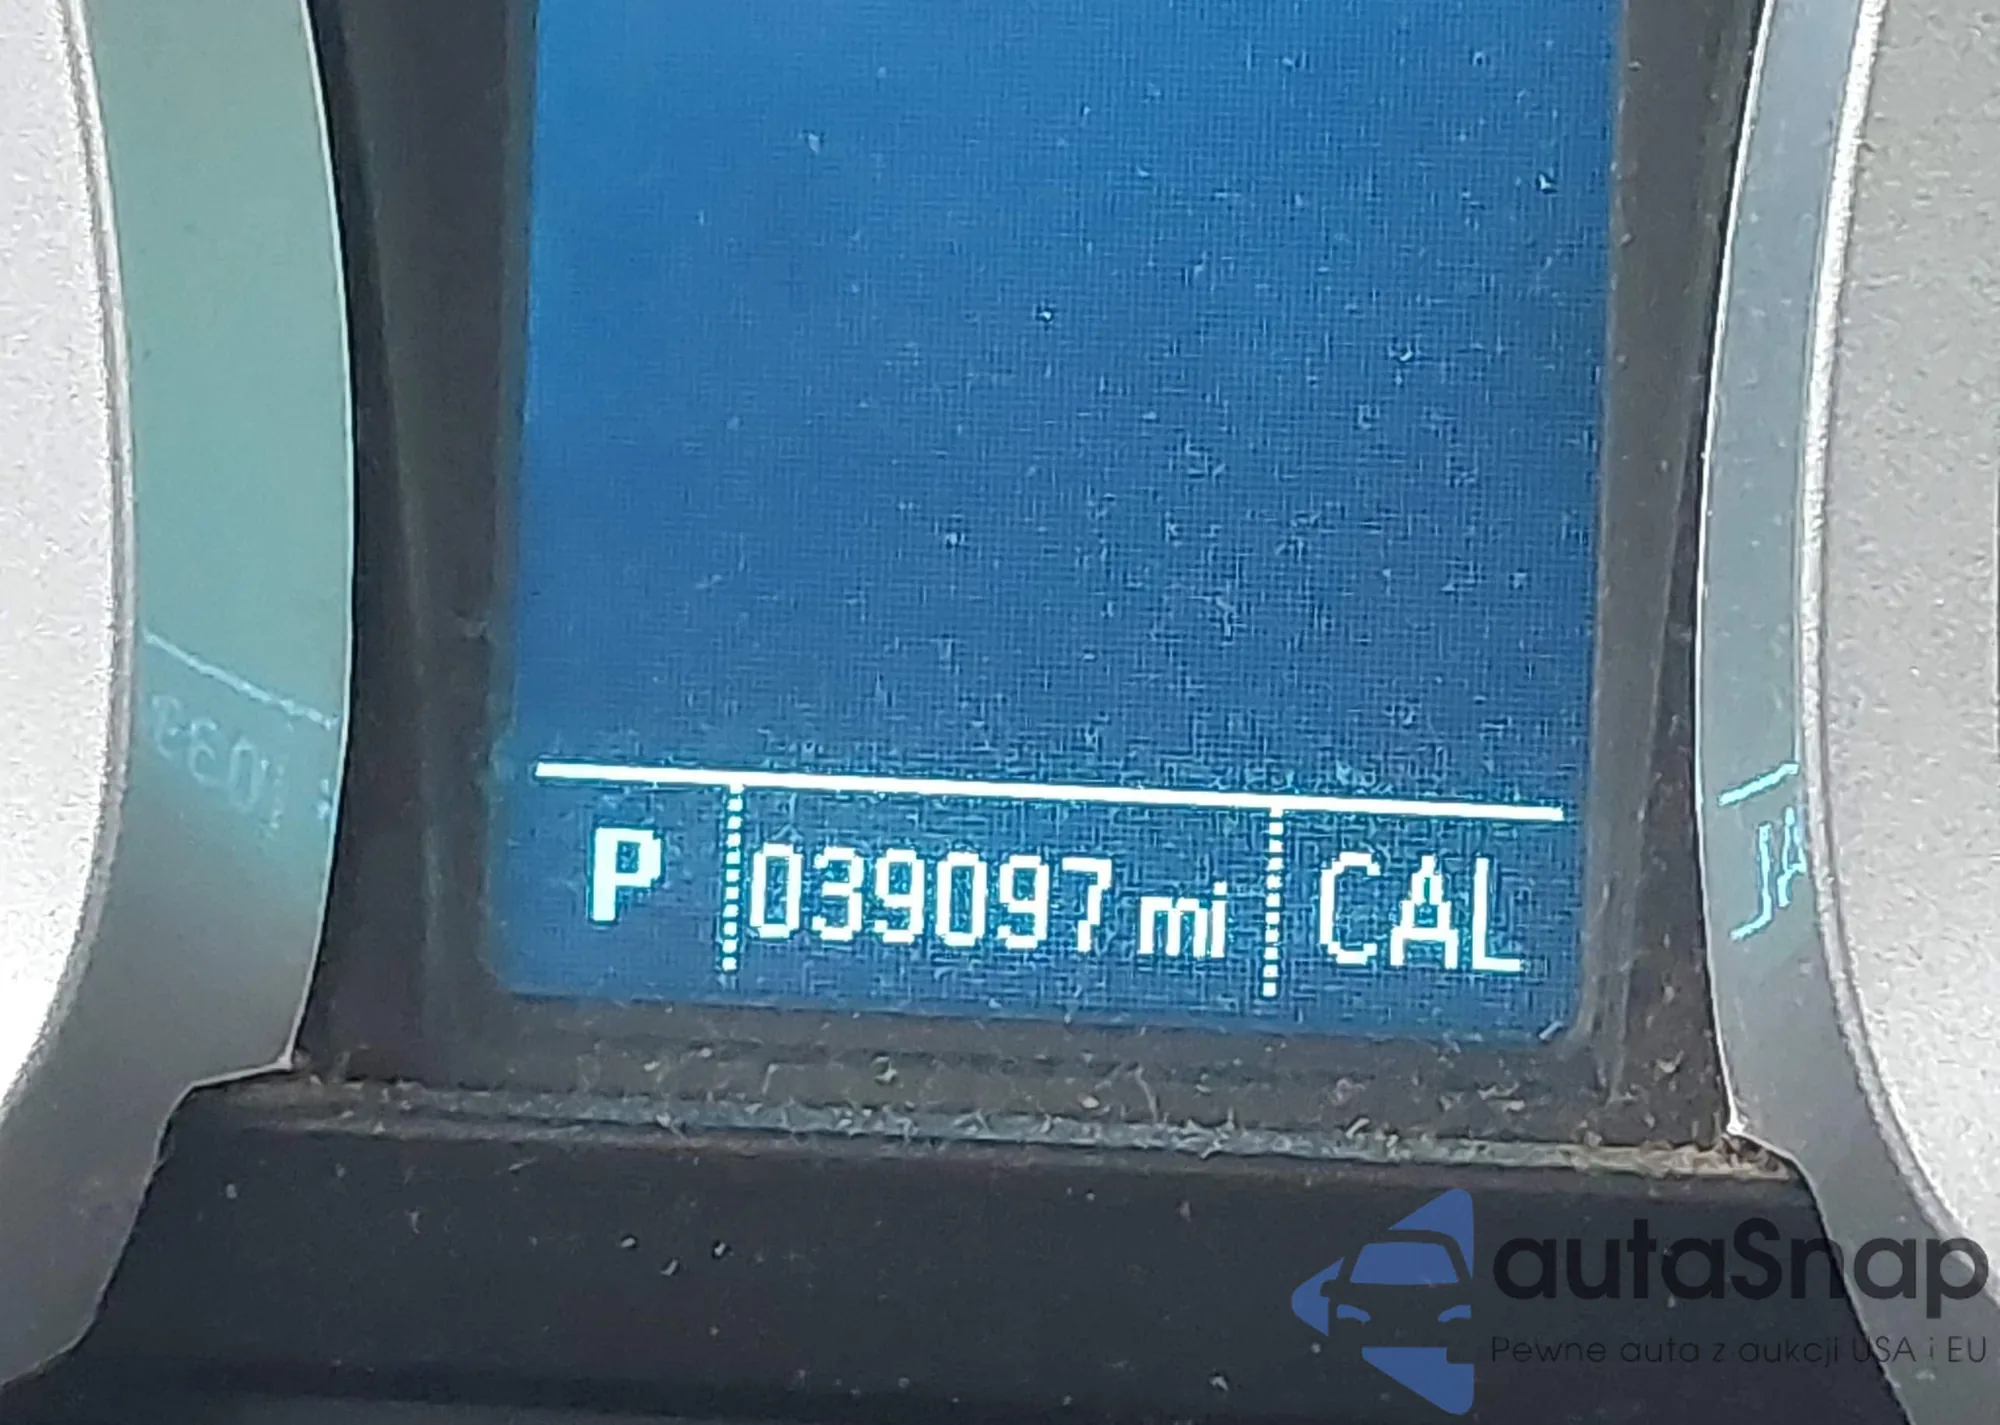 P 039097 mi CAL
autaSnap
Pewne auta z aukcji USA i EU